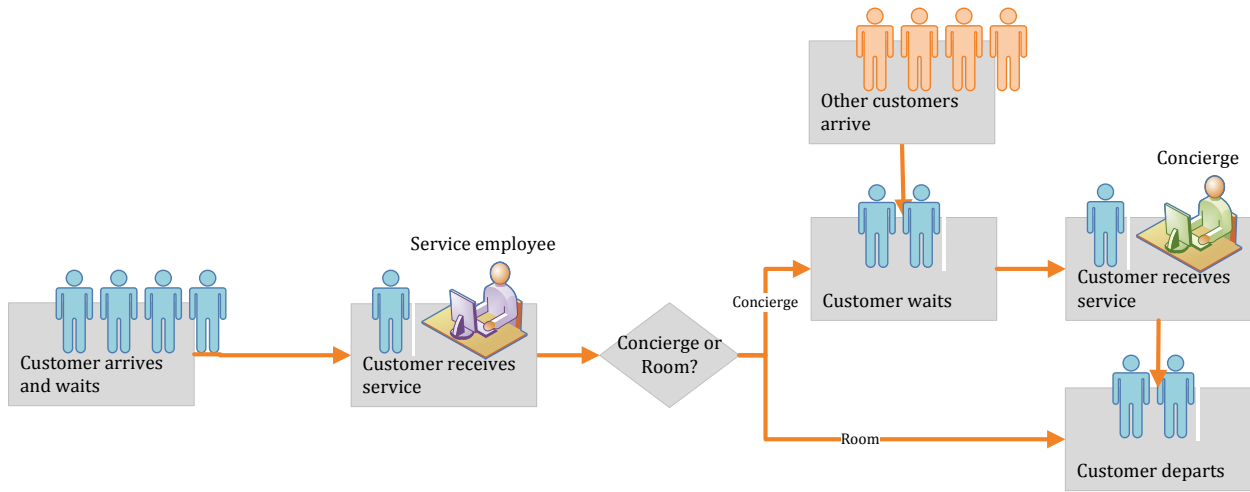 Other customers
arrive
Concierge
Service employee
Customer arrives
and waits
Customer receives
service
Concierge or
Room?
Concierge
Customer waits
Customer receives
service
Room
Customer departs